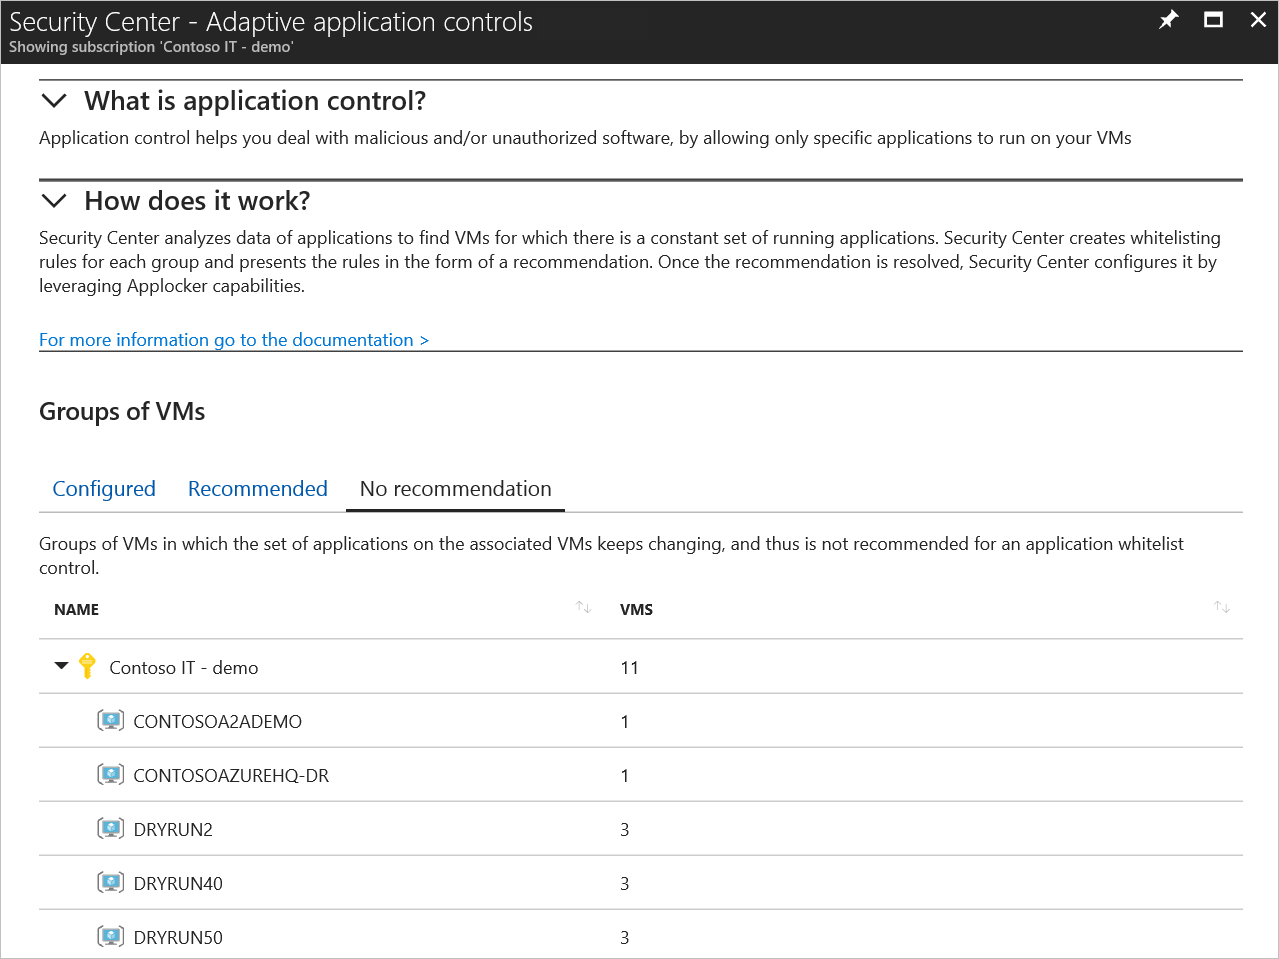 Security Center - Adaptive application controls
Showing subscription 'Contoso IT - demo'
What is application control?
Application control helps you deal with malicious and/or unauthorized software, by allowing only specific applications to run on your VMs
How does it work?
Security Center analyzes data of applications to find VMs for which there is a constant set of running applications. Security Center creates whitelisting
rules for each group and presents the rules in the form of a recommendation. Once the recommendation is resolved, Security Center configures it by
leveraging Applocker capabilities.
For more information go to the documentation >
Groups of VMs
Configured Recommended No recommendation
Groups of VMs in which the set of applications on the associated VMs keeps changing, and thus is not recommended for an application whitelist
control.
NAME VMS
Contoso IT - demo 11
CONTOSOA2ADEMO 1
CONTOSOAZUREHQ-DR 1
DRYRUN2 3
DRYRUN40 3
DRYRUN50 3